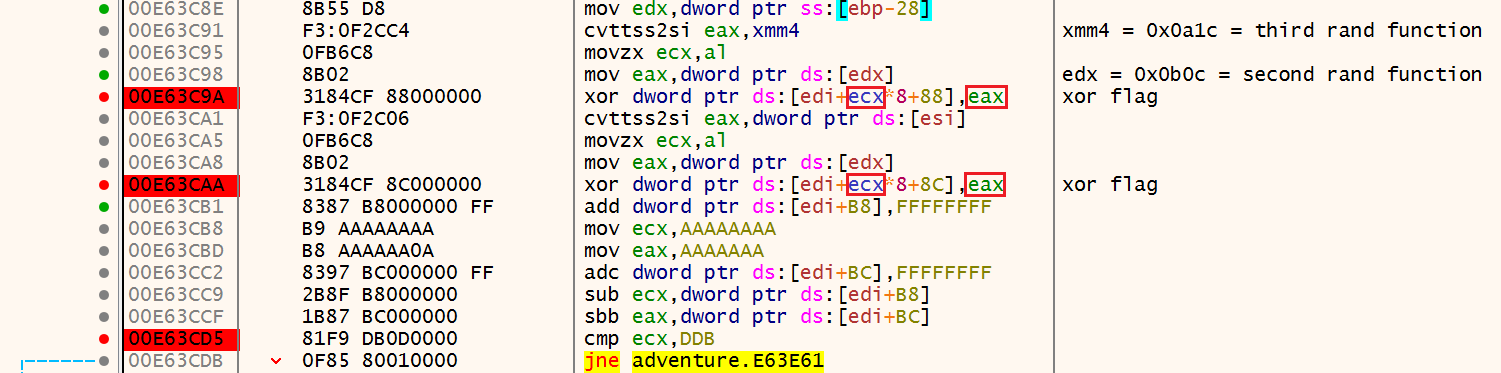 00E63C8E 8B55 D8 mov edx,dword ptr ss:[ebp-28]
00E63C91 F3:0F2CC4 cvttss2si eax,xmm4 xmm4 = 0x0a1c = third rand function
00E63C95 0FB6C8 movzx ecx,al
00E63C98 8B02 mov eax,dword ptr ds:[edx] edx = 0x0b0c = second rand function
00E63C9A 3184CF 88000000 xor dword ptr ds:[edi+ecx*8+88],eax xor flag
00E63CA1 F3:0F2C06 cvttss2si eax,dword ptr ds:[esi]
00E63CA5 0FB6C8 movzx ecx,al
00E63CA8 8B02 mov eax,dword ptr ds:[edx]
00E63CAA 3184CF 8C000000 xor dword ptr ds:[edi+ecx*8+8C],eax xor flag
00E63CB1 8387 B8000000 FF add dword ptr ds:[edi+B8],FFFFFFFF
00E63CB8 B9 AAAAAAAA mov ecx,AAAAAAAA
00E63CBD B8 AAAAAA0A mov eax,AAAAAAA
00E63CC2 8397 BC000000 FF adc dword ptr ds:[edi+BC],FFFFFFFF
00E63CC9 2B8F B8000000 sub ecx,dword ptr ds:[edi+B8]
00E63CCF 1B87 BC000000 sbb eax,dword ptr ds:[edi+BC]
00E63CD5 81F9 DB0D0000 cmp ecx,DDB
00E63CDB 0F85 80010000 jne adventure.E63E61